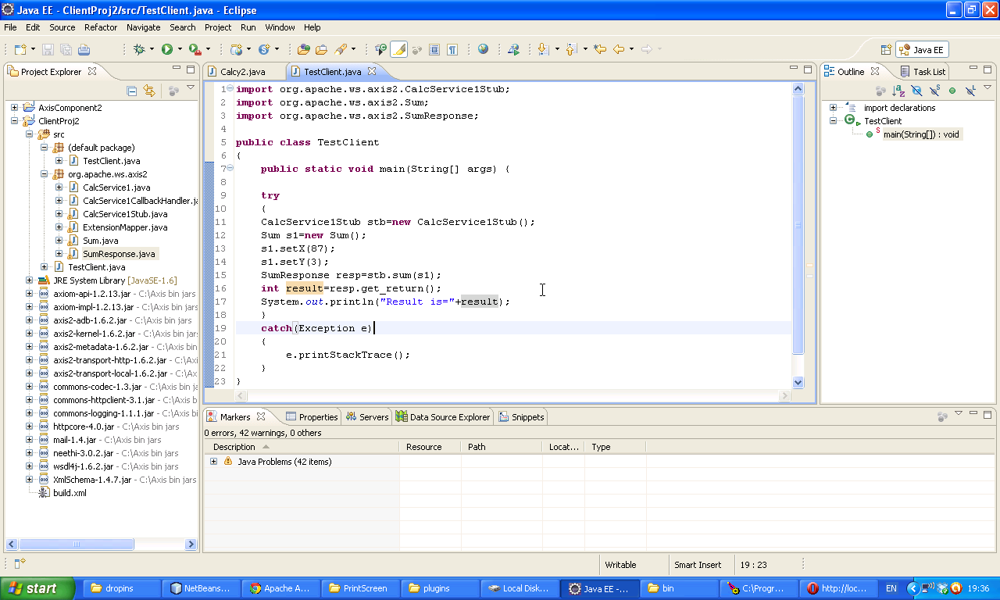 Java EE - ClientProj2/src/TestClient.java - Eclipse
File Edit Source Refactor Navigate Search Project Run Window Help
Java EE
Project Explorer
AxisComponent2
ClientProj2
src
(default package)
TestClient.java
org.apache.ws.axis2
CalcService1.java
CalcService1CallbackHandler.ja
CalcService1Stub.java
ExtensionMapper.java
Sum.java
SumResponse.java
TestClient.java
JRE System Library [JavaSE-1.6]
axiom-api-1.2.13.jar - C:\Axis bin jars
axiom-impl-1.2.13.jar - C:\Axis bin jars
axis2-adb-1.6.2.jar - C:\Axis bin jars
axis2-kernel-1.6.2.jar - C:\Axis bin jars
axis2-metadata-1.6.2.jar - C:\Axis bin
axis2-transport-http-1.6.2.jar - C:\Axis
axis2-transport-local-1.6.2.jar - C:\Axis
commons-codec-1.3.jar - C:\Axis bin jars
commons-httpclient-3.1.jar - C:\Axis bin
commons-logging-1.1.1.jar - C:\Axis bin
httpcore-4.0.jar - C:\Axis bin jars
mail-1.4.jar - C:\Axis bin jars
neethi-3.0.2.jar - C:\Axis bin jars
wsdl4j-1.6.2.jar - C:\Axis bin jars
XmlSchema-1.4.7.jar - C:\Axis bin jars
build.xml
Calcy2.java TestClient.java
1 import org.apache.ws.axis2.CalcService1Stub;
2 import org.apache.ws.axis2.Sum;
3 import org.apache.ws.axis2.SumResponse;
4
5 public class TestClient
6 {
7 public static void main(String[] args) {
8
9 try
10 {
11 CalcService1Stub stb=new CalcService1Stub();
12 Sum s1=new Sum();
13 s1.setX(87);
14 s1.setY(3);
15 SumResponse resp=stb.sum(s1);
16 int result=resp.get_return();
17 System.out.println("Result is="+result);
18 }
19 catch(Exception e)
20 {
21 e.printStackTrace();
22 }
23 }
Outline Task List
import declarations
TestClient
main(String[]) : void
Markers Properties Servers Data Source Explorer Snippets
0 errors, 42 warnings, 0 others
Description Resource Path Locat... Type
Java Problems (42 items)
Writable Smart Insert 19 : 23
start dropins NetBeans... Apache A... PrintScreen plugins Local Disk... Java EE -... bin C:\Progr... http://loc... EN 19:36